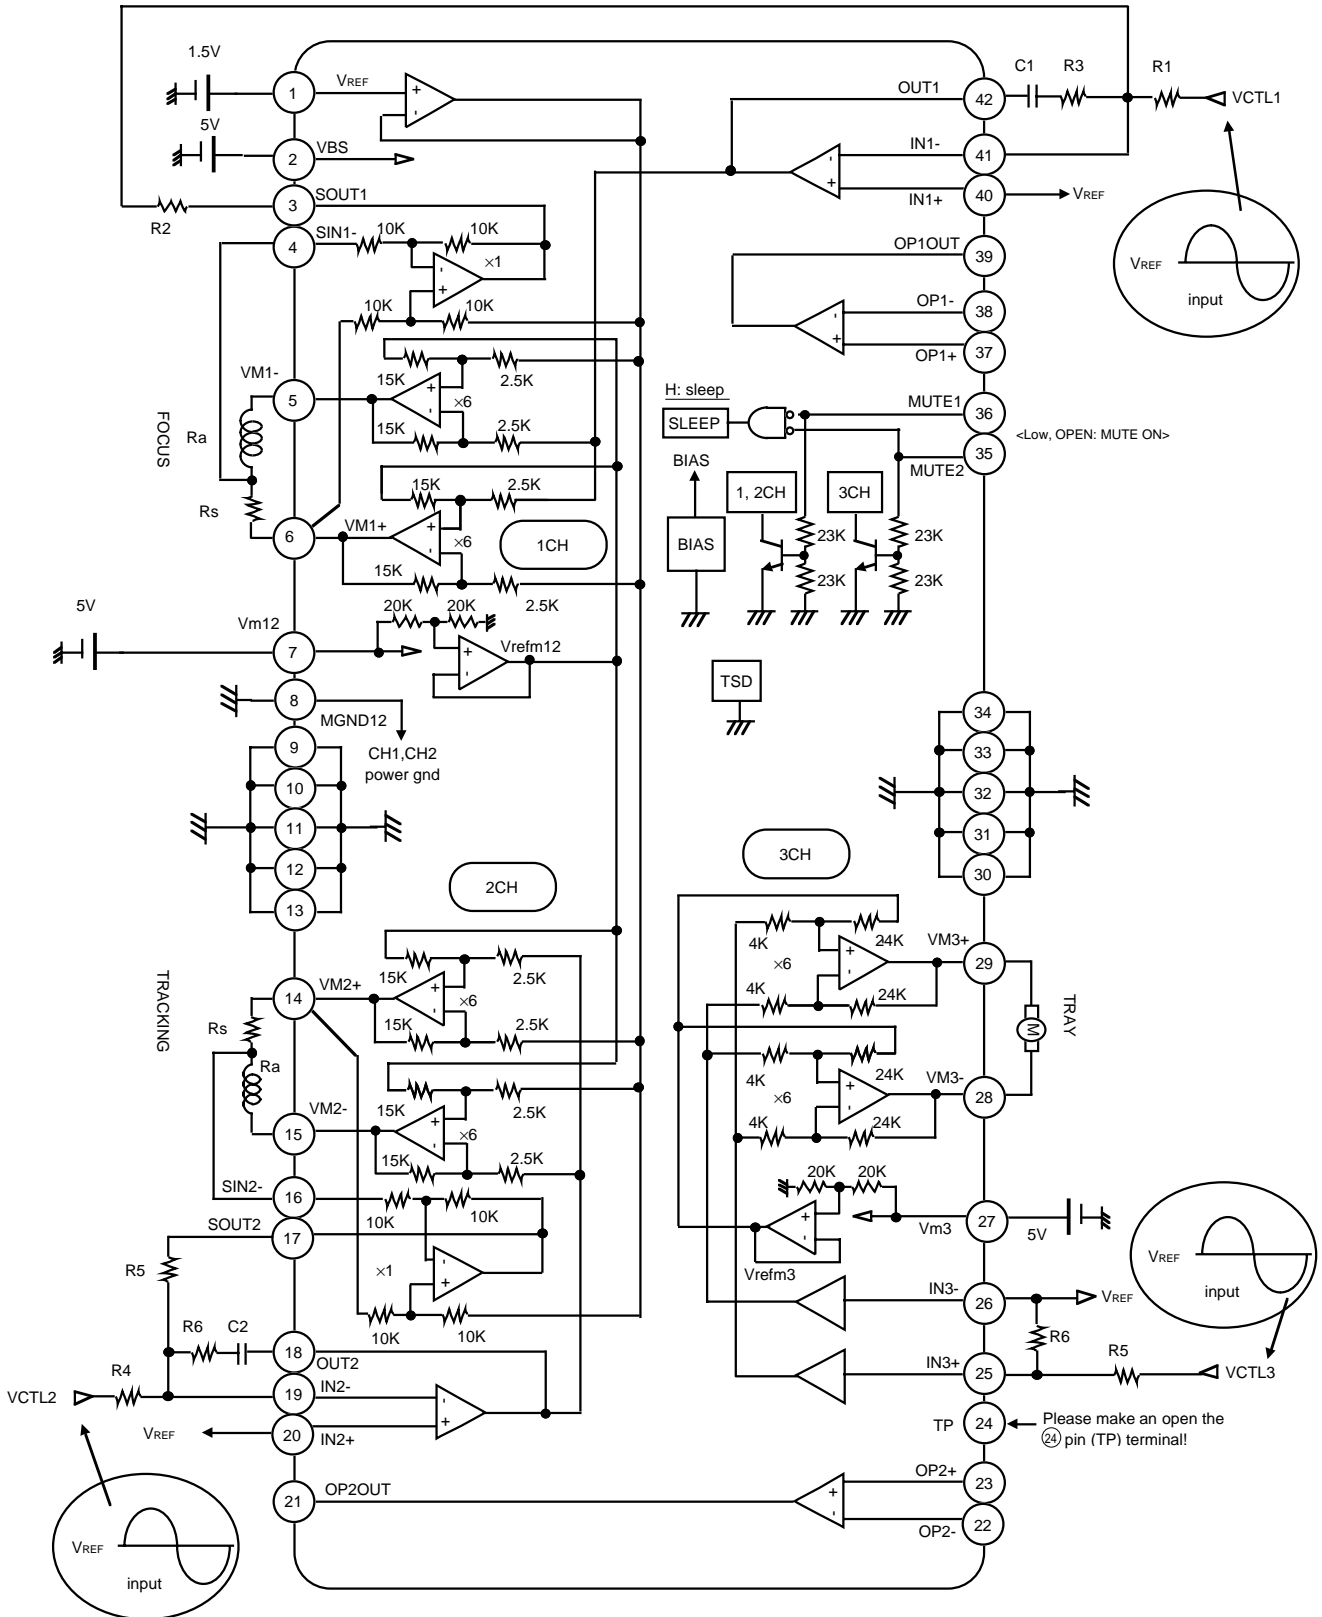 1.5V
1
VREF
5V
2
VBS
3
SOUT1
R2
4
SIN1-
10K
10K
×1
10K
10K
VM1-
5
15K
2.5K
×6
15K
2.5K
FOCUS
Ra
Rs
6
VM1+
15K
2.5K
×6
15K
2.5K
1CH
5V
Vm12
7
20K
20K
Vrefm12
8
MGND12
CH1,CH2
power gnd
9
10
11
12
13
2CH
TRACKING
14
VM2+
15K
2.5K
×6
15K
2.5K
Rs
Ra
15
VM2-
15K
2.5K
×6
15K
2.5K
SIN2-
16
10K
10K
SOUT2
17
×1
10K
10K
R5
R6
C2
18
OUT2
R4
VCTL2
19
IN2-
VREF
20
IN2+
21
OP2OUT
VREF
input
OUT1
42
C1
R3
R1
VCTL1
IN1-
41
IN1+
40
VREF
VREF
input
OP1OUT
39
OP1-
38
OP1+
37
H: sleep
SLEEP
MUTE1
36
<Low, OPEN: MUTE ON>
35
MUTE2
BIAS
BIAS
1, 2CH
3CH
23K
23K
23K
23K
TSD
34
33
32
31
30
3CH
4K
24K
×6
4K
24K
VM3+
29
TRAY
M
4K
24K
×6
4K
24K
VM3-
28
20K
20K
Vrefm3
Vm3
27
5V
VREF
input
IN3-
26
VREF
R6
IN3+
25
R5
VCTL3
TP
24
Please make an open the
24 pin (TP) terminal!
OP2+
23
OP2-
22